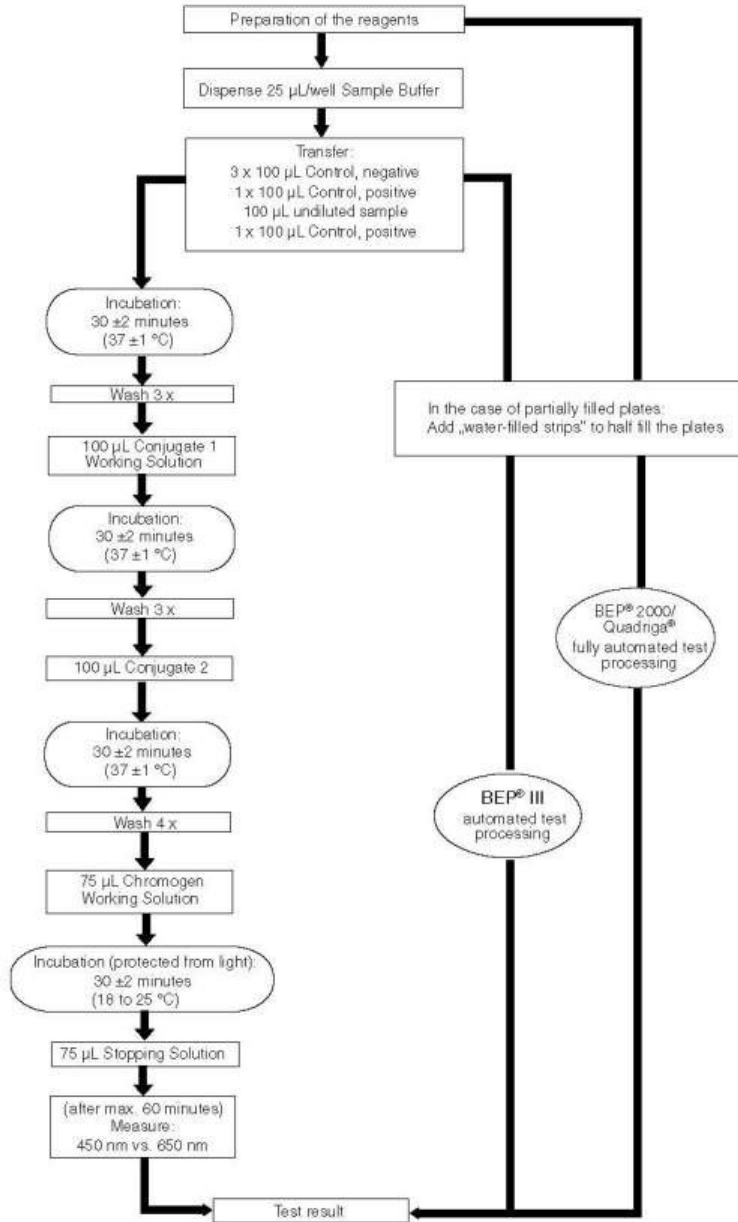 Preparation of the reagents
Dispense 25 µL/well Sample Buffer
Transfer:
3 x 100 µL Control, negative
1 x 100 µL Control, positive
100 µL undiluted sample
1 x 100 µL Control, positive
Incubation:
30 ±2 minutes
(37 ±1 °C)
Wash 3 x
100 µL Conjugate 1
Working Solution
Incubation:
30 ±2 minutes
(37 ±1 °C)
Wash 3 x
100 µL Conjugate 2
Incubation:
30 ±2 minutes
(37 ±1 °C)
Wash 4 x
75 µL Chromogen
Working Solution
Incubation (protected from light):
30 ±2 minutes
(18 to 25 °C)
75 µL Stopping Solution
(after max. 60 minutes)
Measure:
450 nm vs. 650 nm
In the case of partially filled plates:
Add „water-filled strips" to half fill the plates
BEP® 2000/
Quadriga®
fully automated test
processing
BEP® III
automated test
processing
Test result